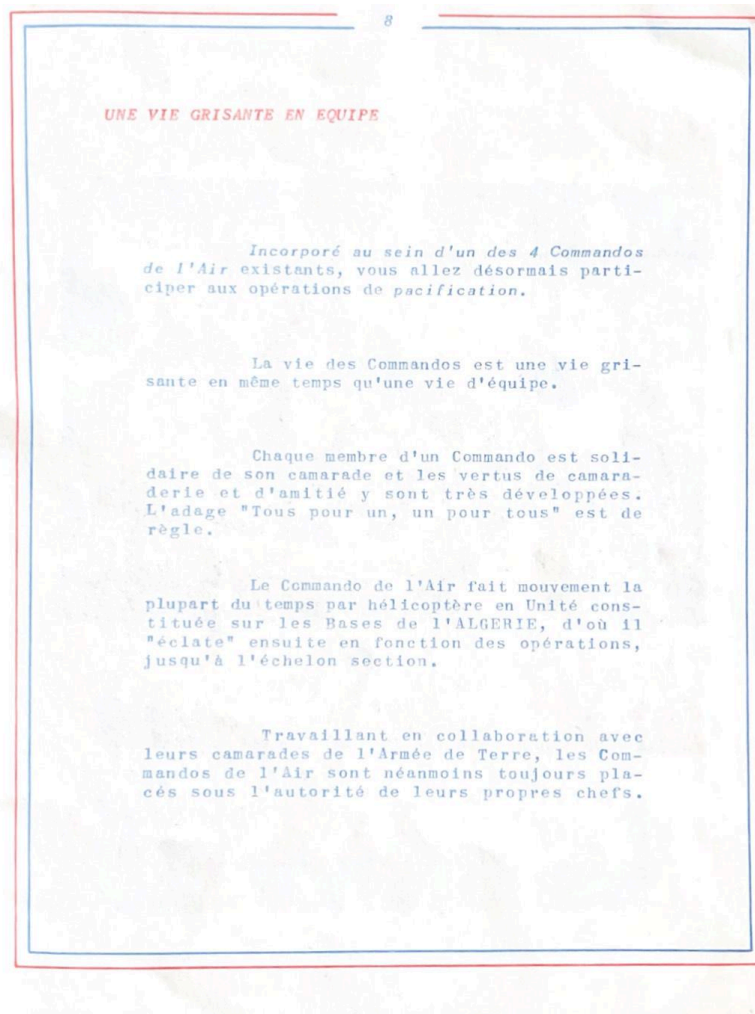 8
UNE VIE GRISANTE EN EQUIPE
Incorporé au sein d'un des 4 Commandos
de l'Air existants, vous allez désormais parti-
ciper aux opérations de pacification.
La vie des Commandos est une vie gri-
sante en même temps qu'une vie d'équipe.
Chaque membre d'un Commando est soli-
daire de son camarade et les vertus de camara-
derie et d'amitié y sont très développées.
L'adage "Tous pour un, un pour tous" est de
règle.
Le Commando de l'Air fait mouvement la
plupart du temps par hélicoptère en Unité cons-
tituée sur les Bases de l'ALGERIE, d'où il
"éclate" ensuite en fonction des opérations,
jusqu'à l'échelon section.
Travaillant en collaboration avec
leurs camarades de l'Armée de Terre, les Com-
mandos de l'Air sont néanmoins toujours pla-
cés sous l'autorité de leurs propres chefs.